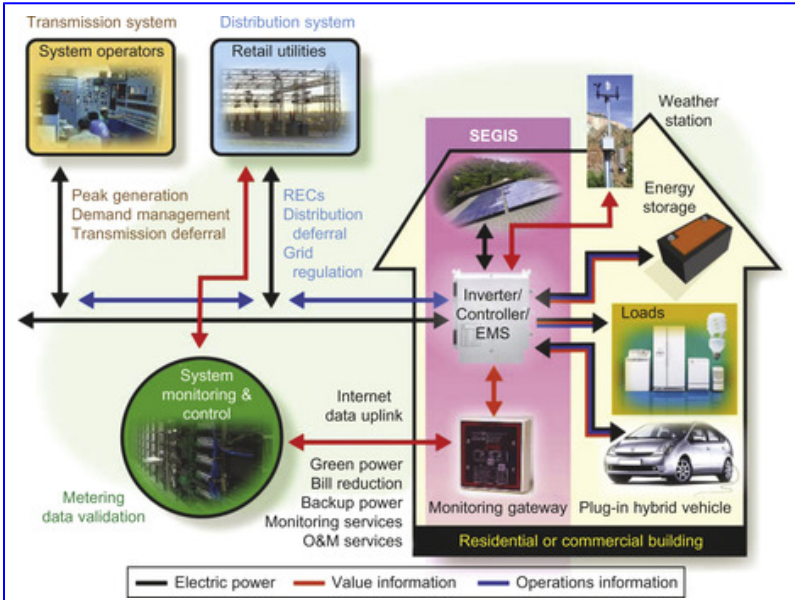 Transmission system
System operators
Distribution system
Retail utilities
Peak generation
Demand management
Transmission deferral
RECs
Distribution
deferral
Grid
regulation
SEGIS
Weather
station
Energy
storage
Inverter/
Controller/
EMS
Loads
System
monitoring &
control
Internet
data uplink
Green power
Bill reduction
Backup power
Monitoring services
O&M services
Metering
data validation
Monitoring gateway
Plug-in hybrid vehicle
Residential or commercial building
Electric power
Value information
Operations information